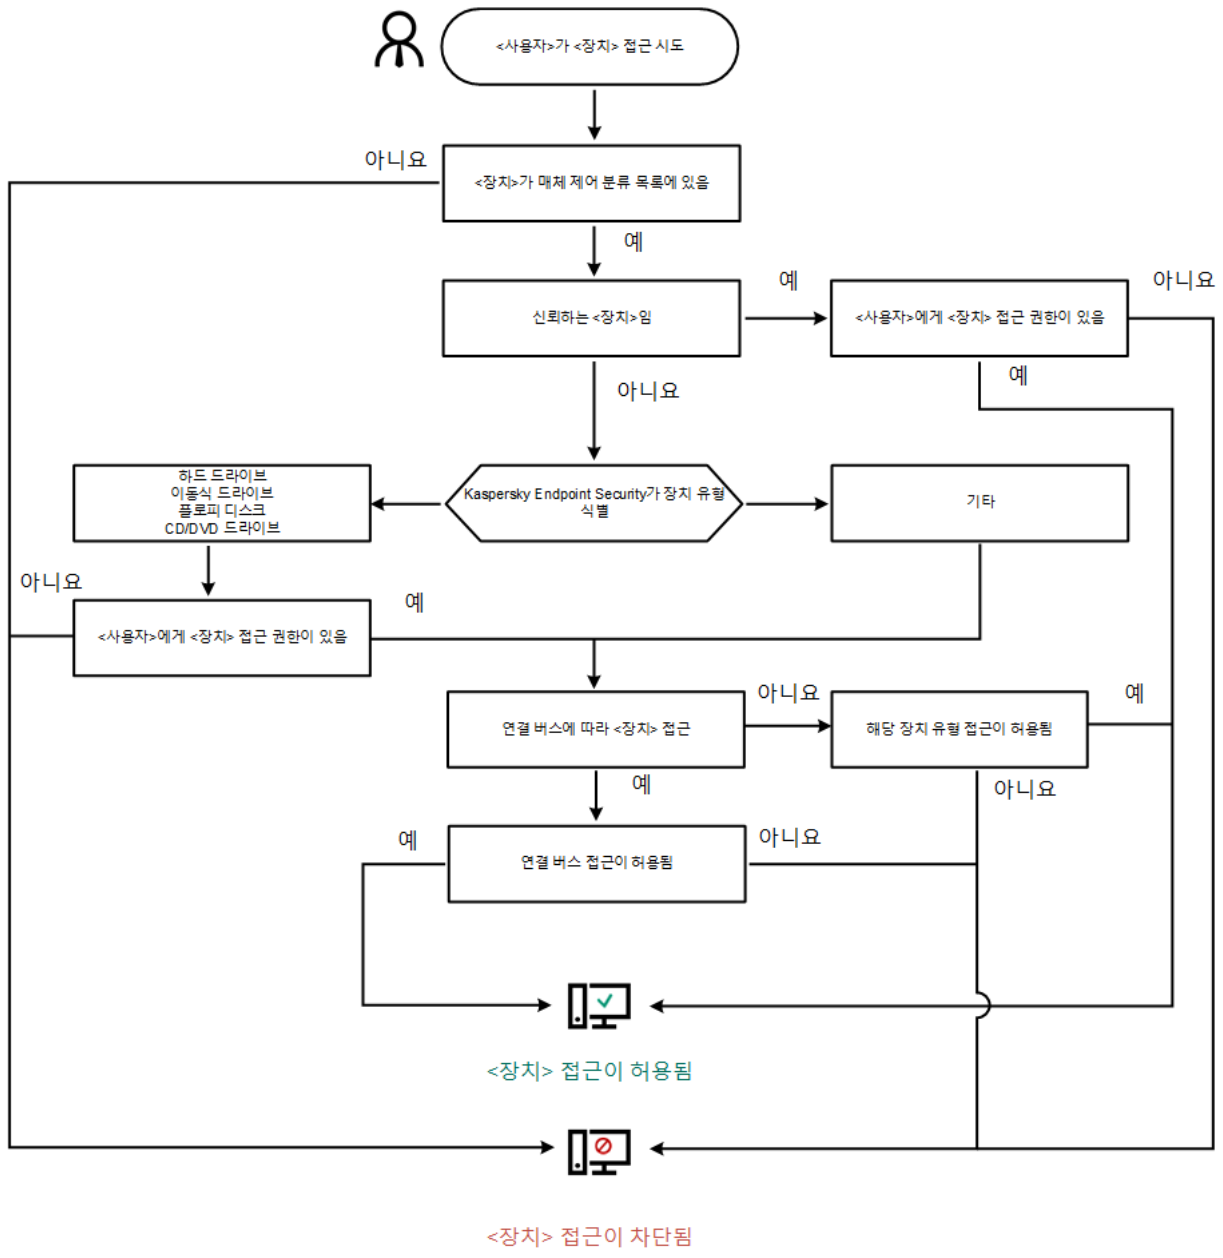 <사용자>가 <장치> 접근 시도
아니요
<장치>가 매체 제어 분류 목록에 있음
예
신뢰하는 <장치>임
예
<사용자>에게 <장치> 접근 권한이 있음
아니요
예
아니요
하드 드라이브
이동식 드라이브
플로피 디스크
CD/DVD 드라이브
Kaspersky Endpoint Security가 장치 유형
식별
기타
아니요
<사용자>에게 <장치> 접근 권한이 있음
예
연결 버스에 따라 <장치> 접근
아니요
해당 장치 유형 접근이 허용됨
예
예
아니요
예
연결 버스 접근이 허용됨
아니요
<장치> 접근이 허용됨
<장치> 접근이 차단됨